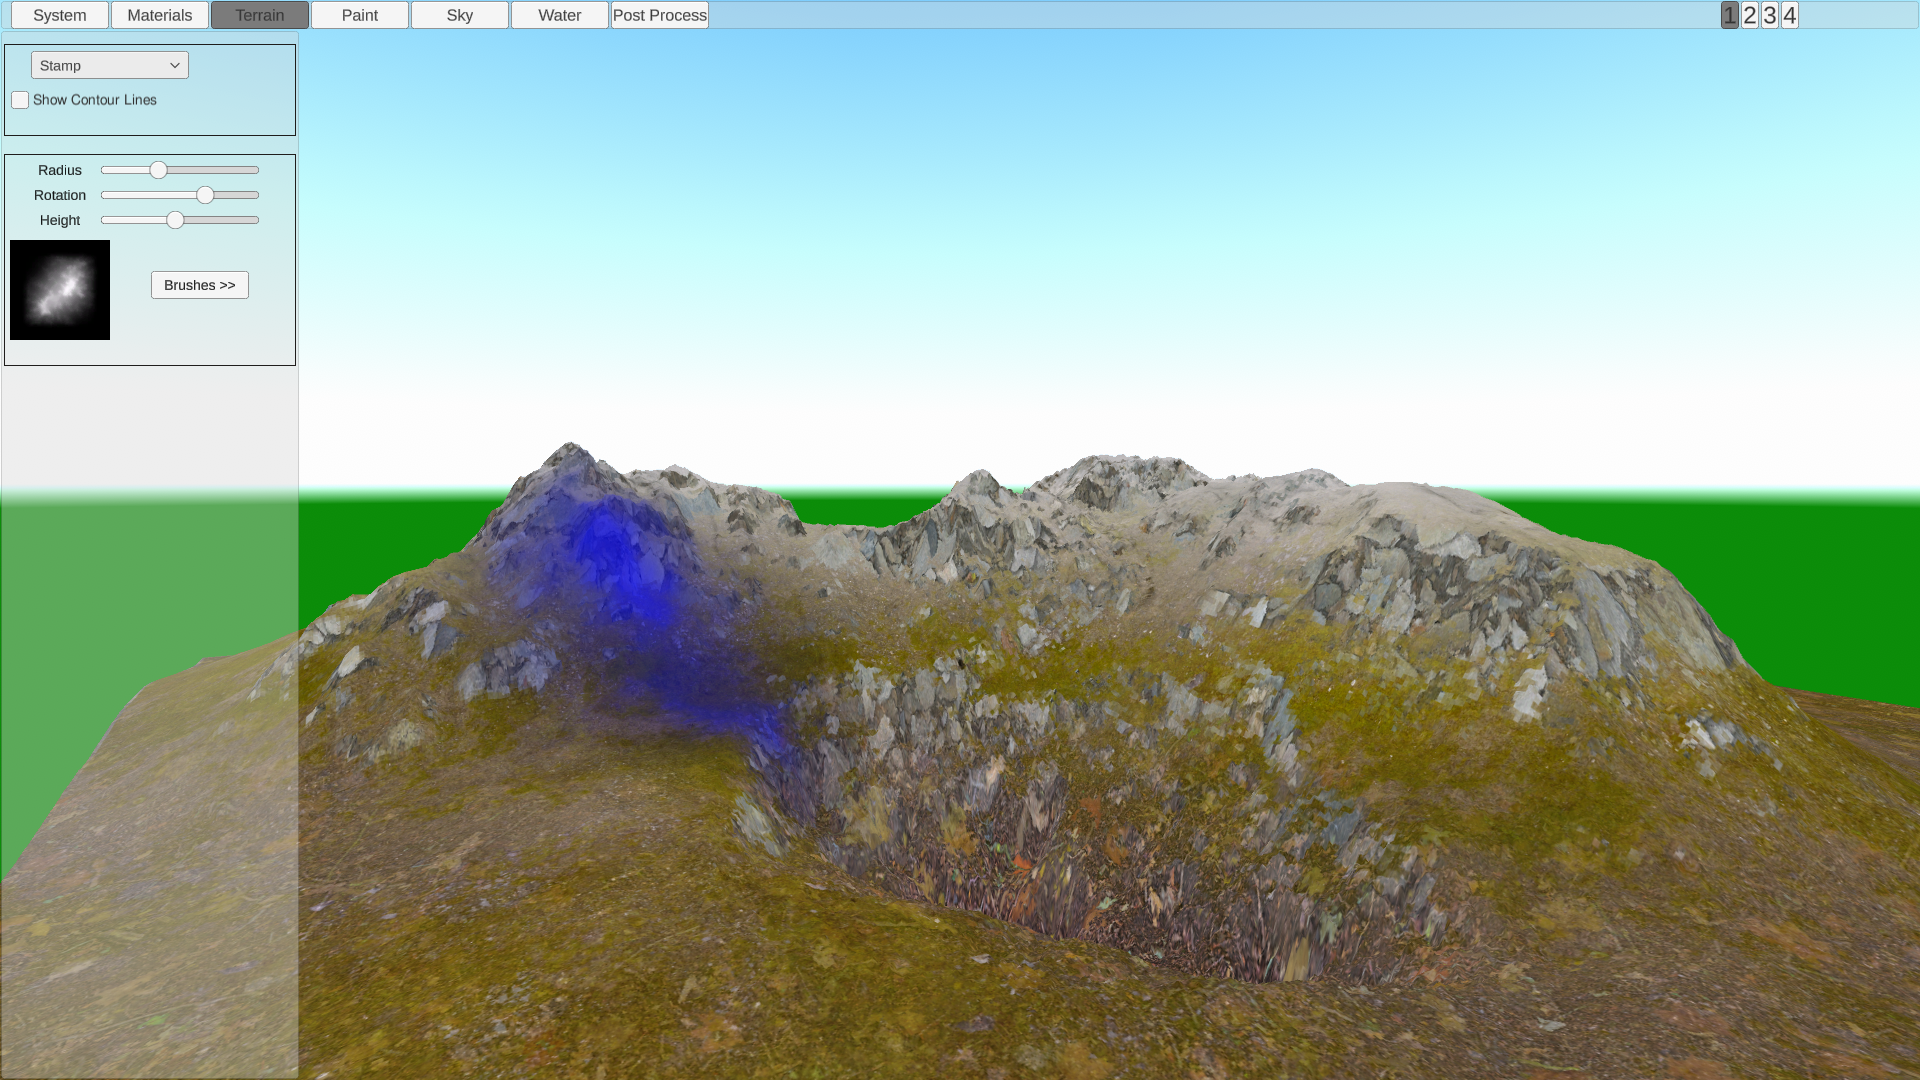 System Materials Terrain Paint Sky Water Post Process 1 2 3 4
Stamp
Show Contour Lines
Radius
Rotation
Height
Brushes >>